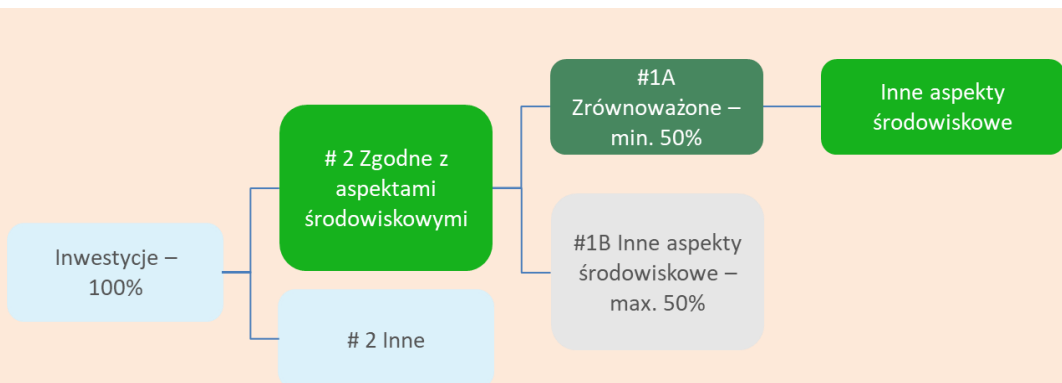 Inwestycje –
100%
# 2 Zgodne z
aspektami
środowiskowymi
# 2 Inne
#1A
Zrównoważone –
min. 50%
#1B Inne aspekty
środowiskowe –
max. 50%
Inne aspekty
środowiskowe